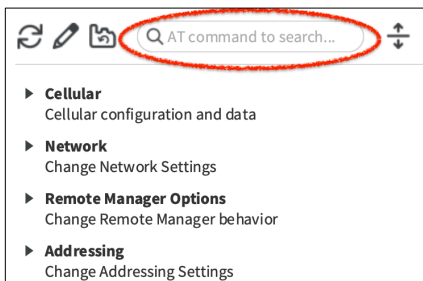 AT command to search...
Cellular
Cellular configuration and data
Network
Change Network Settings
Remote Manager Options
Change Remote Manager behavior
Addressing
Change Addressing Settings